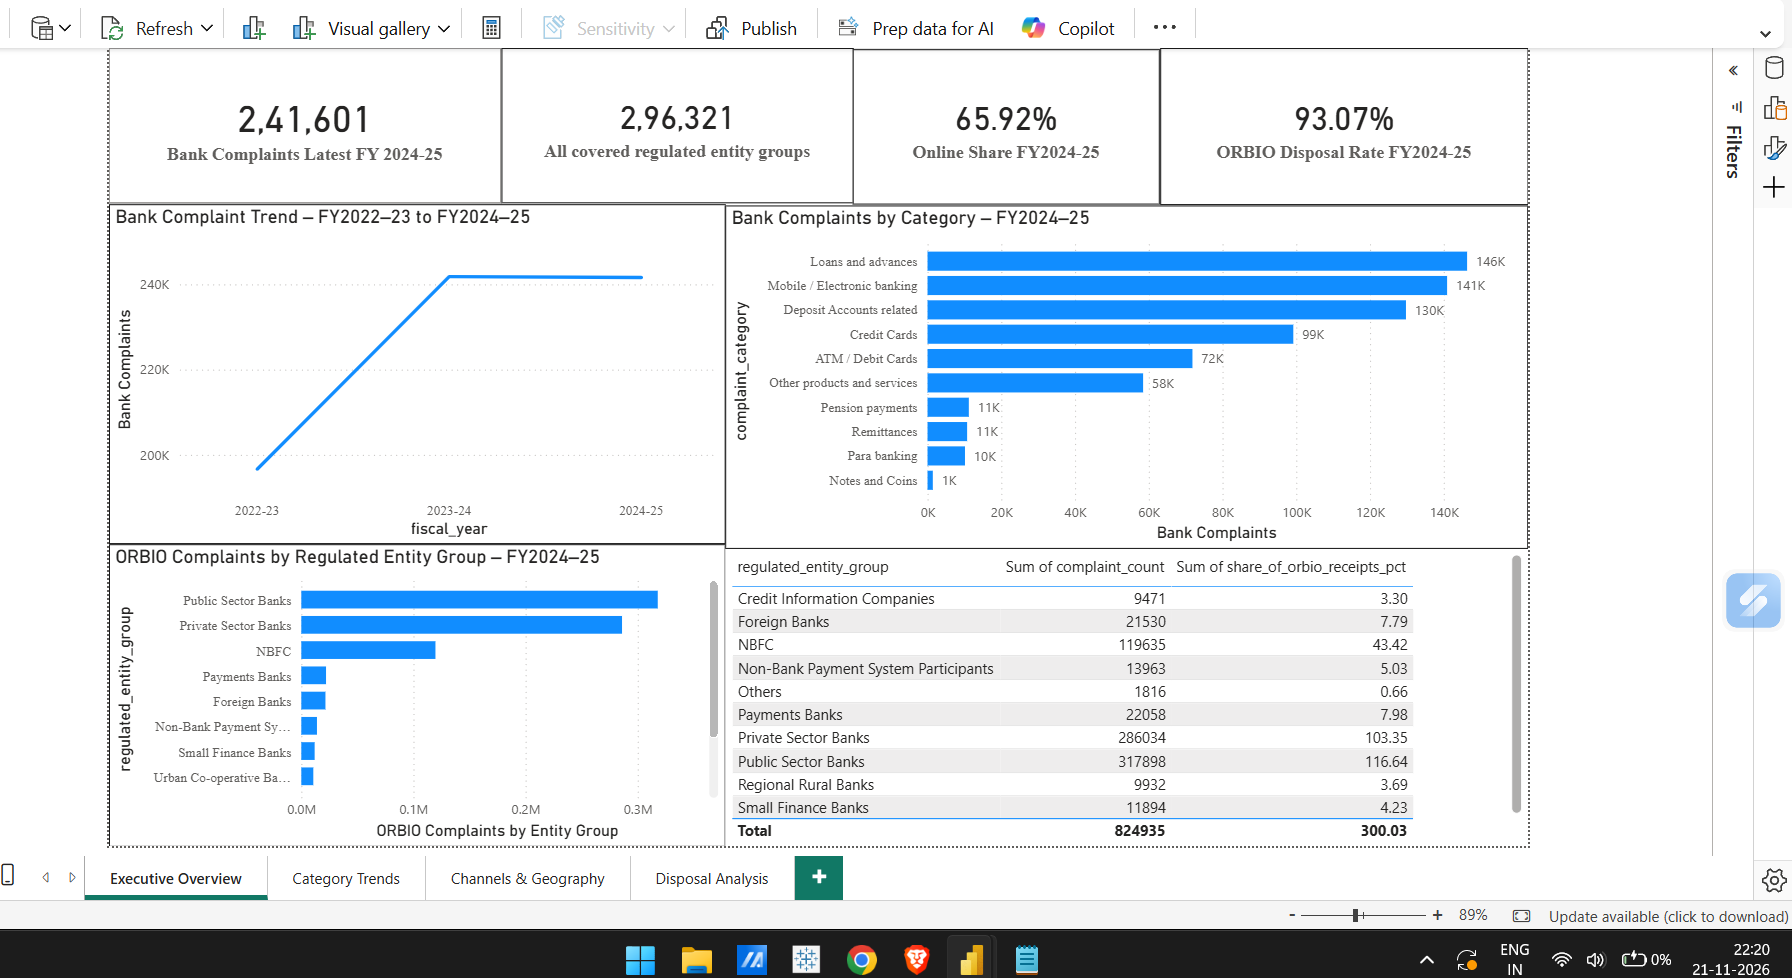 Refresh
Visual gallery
Sensitivity
Publish
Prep data for AI
Copilot
2,41,601
Bank Complaints Latest FY 2024-25
2,96,321
All covered regulated entity groups
65.92%
Online Share FY2024-25
93.07%
ORBIO Disposal Rate FY2024-25
Filters
Bank Complaint Trend – FY2022–23 to FY2024–25
Bank Complaints
240K
220K
200K
2022-23 2023-24 2024-25
fiscal_year
Bank Complaints by Category – FY2024–25
complaint_category
Loans and advances 146K
Mobile / Electronic banking 141K
Deposit Accounts related 130K
Credit Cards 99K
ATM / Debit Cards 72K
Other products and services 58K
Pension payments 11K
Remittances 11K
Para banking 10K
Notes and Coins 1K
0K 20K 40K 60K 80K 100K 120K 140K
Bank Complaints
ORBIO Complaints by Regulated Entity Group – FY2024–25
regulated_entity_group
Public Sector Banks
Private Sector Banks
NBFC
Payments Banks
Foreign Banks
Non-Bank Payment Sy...
Small Finance Banks
Urban Co-operative Ba...
0.0M 0.1M 0.2M 0.3M
ORBIO Complaints by Entity Group
regulated_entity_group Sum of complaint_count Sum of share_of_orbio_receipts_pct
Credit Information Companies 9471 3.30
Foreign Banks 21530 7.79
NBFC 119635 43.42
Non-Bank Payment System Participants 13963 5.03
Others 1816 0.66
Payments Banks 22058 7.98
Private Sector Banks 286034 103.35
Public Sector Banks 317898 116.64
Regional Rural Banks 9932 3.69
Small Finance Banks 11894 4.23
Total 824935 300.03
Executive Overview Category Trends Channels & Geography Disposal Analysis +
- + 89% Update available (click to download)
ENG
IN
0%
22:20
21-11-2026